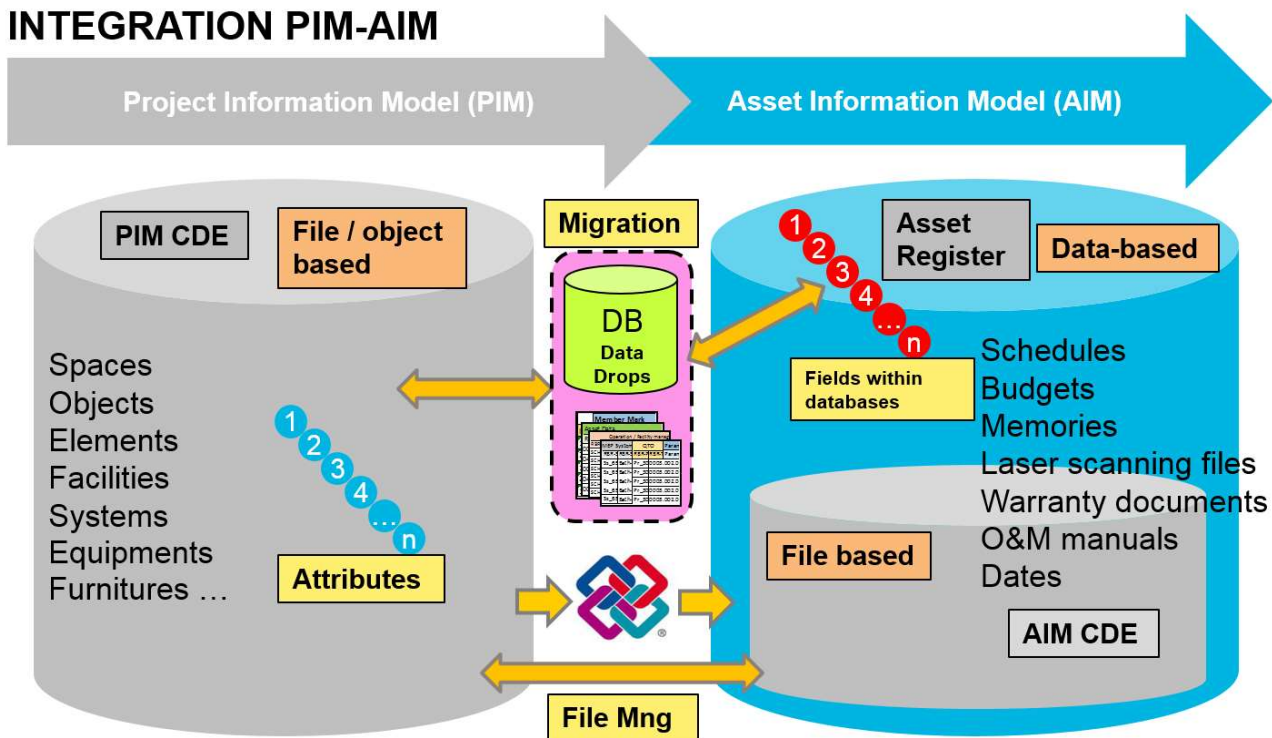 INTEGRATION PIM-AIM
Project Information Model (PIM)
Asset Information Model (AIM)
PIM CDE
File / object
based
Spaces
Objects
Elements
Facilities
Systems
Equipments
Furnitures ...
1
2
3
4
...
n
Attributes
Migration
DB
Data
Drops
Member Mark
®
File Mng
1
2
3
4
...
n
Asset
Register
Data-based
Fields within
databases
Schedules
Budgets
Memories
Laser scanning files
Warranty documents
O&M manuals
Dates
File based
AIM CDE